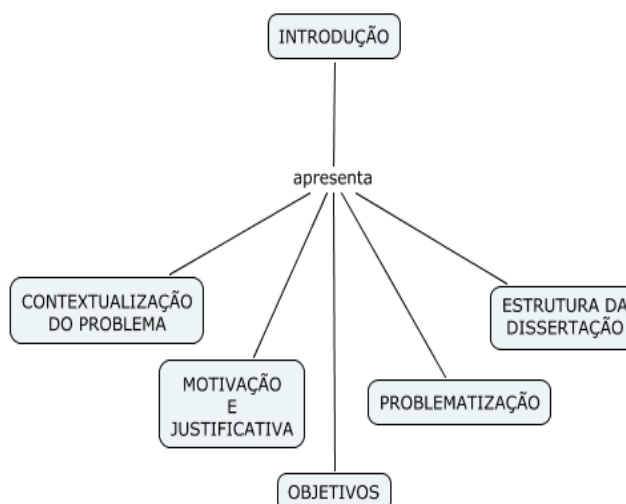 INTRODUÇÃO
apresenta
CONTEXTUALIZAÇÃO
DO PROBLEMA
MOTIVAÇÃO
E
JUSTIFICATIVA
OBJETIVOS
PROBLEMATIZAÇÃO
ESTRUTURA DA
DISSERTAÇÃO